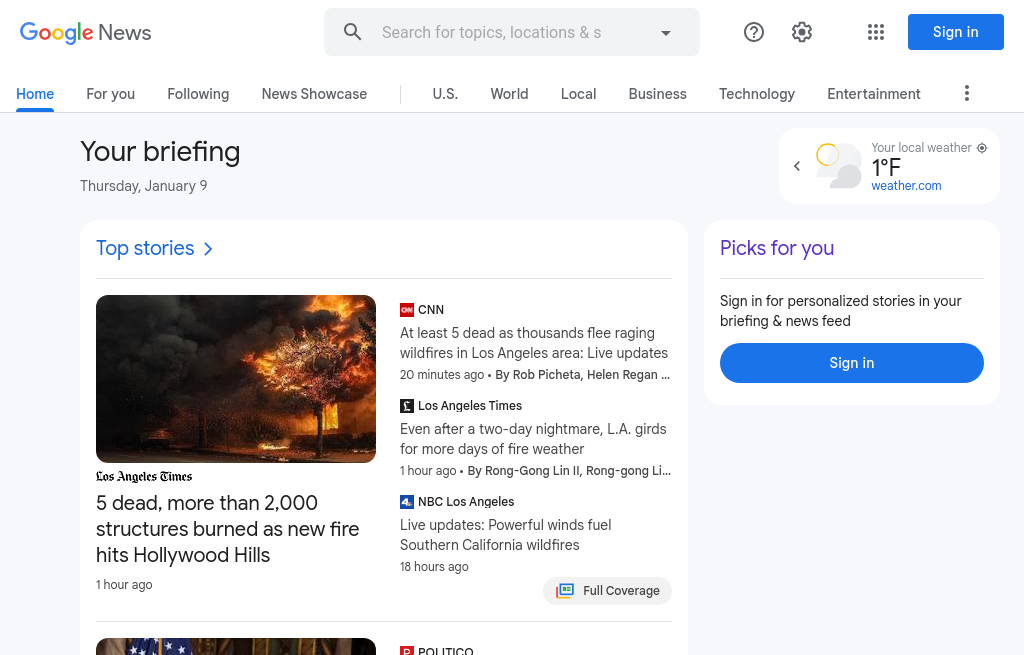 Google News
Search for topics, locations & s
Sign in
Home
For you
Following
News Showcase
U.S.
World
Local
Business
Technology
Entertainment
Your briefing
Thursday, January 9
Your local weather
1°F
weather.com
Top stories
Los Angeles Times
5 dead, more than 2,000
structures burned as new fire
hits Hollywood Hills
1 hour ago
CNN
At least 5 dead as thousands flee raging
wildfires in Los Angeles area: Live updates
20 minutes ago • By Rob Picheta, Helen Regan ...
Los Angeles Times
Even after a two-day nightmare, L.A. girds
for more days of fire weather
1 hour ago • By Rong-Gong Lin II, Rong-gong Li...
NBC Los Angeles
Live updates: Powerful winds fuel
Southern California wildfires
18 hours ago
Full Coverage
POLITICO
Picks for you
Sign in for personalized stories in your
briefing & news feed
Sign in